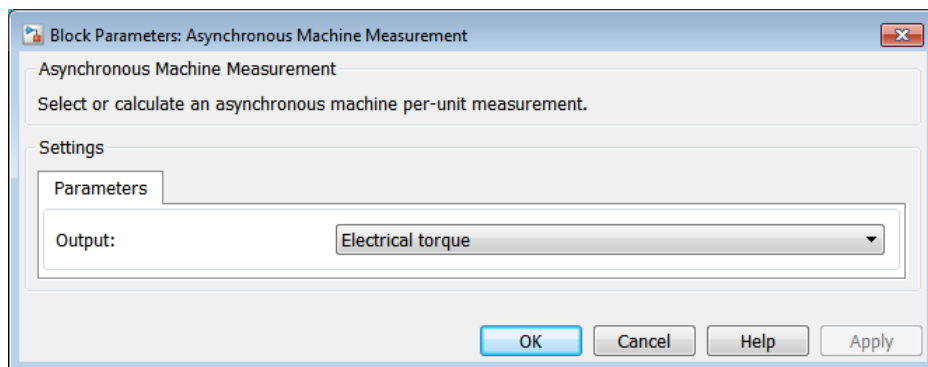 Block Parameters: Asynchronous Machine Measurement
Asynchronous Machine Measurement
Select or calculate an asynchronous machine per-unit measurement.
Settings
Parameters
Output: Electrical torque
OK Cancel Help Apply